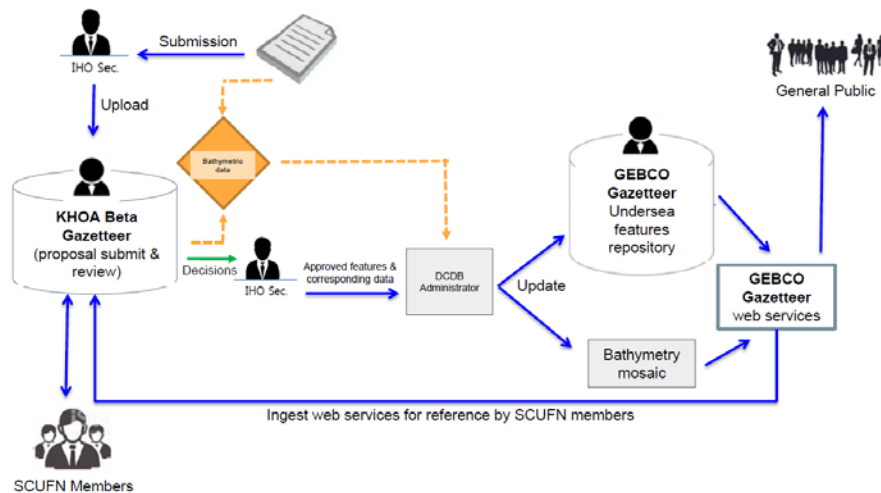 Submission
IHO Sec.
General Public
Upload
Bathymetric
data
KHOA Beta
Gazetteer
(proposal submit &
review)
GEBCO
Gazetteer
Undersea
features
repository
Decisions
IHO Sec.
Approved features &
corresponding data
DCDB
Administrator
Update
GEBCO
Gazetteer
web services
Bathymetry
mosaic
Ingest web services for reference by SCUFN members
SCUFN Members